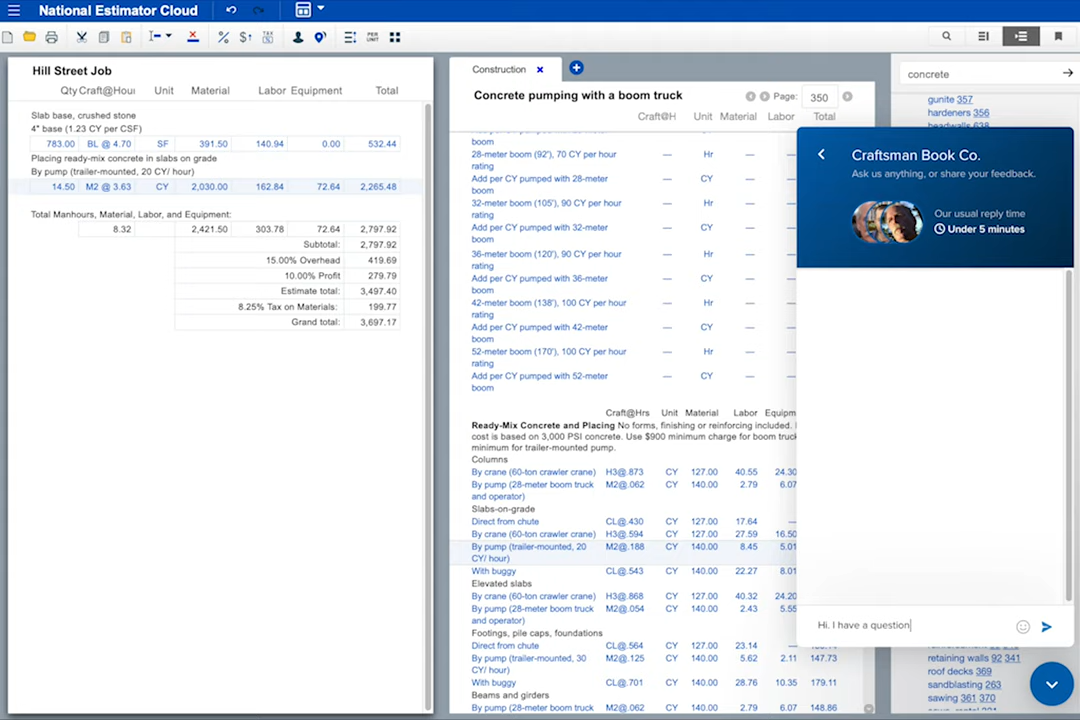 National Estimator Cloud
Hill Street Job
Qty Craft@Hou Unit Material Labor Equipment Total
Slab base, crushed stone
4" base (1.23 CY per CSF)
783.00 BL @ 4.70 SF 391.50 140.94 0.00 532.44
Placing ready-mix concrete in slabs on grade
By pump (trailer-mounted, 20 CY/ hour)
14.50 M2 @ 3.63 CY 2,030.00 162.84 72.64 2,265.48
Total Manhours, Material, Labor, and Equipment:
8.32 2,421.50 303.78 72.64 2,797.92
Subtotal: 2,797.92
15.00% Overhead 419.69
10.00% Profit 279.79
Estimate total: 3,497.40
8.25% Tax on Materials: 199.77
Grand total: 3,697.17
Construction x
Concrete pumping with a boom truck
Page: 350
Craft@H Unit Material Labor Total
boom
28-meter boom (92'), 70 CY per hour — Hr — —
rating
Add per CY pumped with 28-meter — CY — —
boom
32-meter boom (105'), 90 CY per hour — Hr — —
rating
Add per CY pumped with 32-meter — CY — —
boom
36-meter boom (120'), 90 CY per hour — Hr — —
rating
Add per CY pumped with 36-meter — CY — —
boom
42-meter boom (138'), 100 CY per hour — Hr — —
rating
Add per CY pumped with 42-meter — CY — —
boom
52-meter boom (170'), 100 CY per hour — Hr — —
rating
Add per CY pumped with 52-meter — CY — —
boom
Craft@Hrs Unit Material Labor Equipm
Ready-Mix Concrete and Placing No forms, finishing or reinforcing included.
cost is based on 3,000 PSI concrete. Use $900 minimum charge for boom truck
minimum for trailer-mounted pump.
Columns
By crane (60-ton crawler crane) H3@.873 CY 127.00 40.55 24.30
By pump (28-meter boom truck M2@.062 CY 140.00 2.79 6.07
and operator)
Slabs-on-grade
Direct from chute CL@.430 CY 127.00 17.64 —
By crane (60-ton crawler crane) H3@.594 CY 127.00 27.59 16.50
By pump (trailer-mounted, 20 M2@.188 CY 140.00 8.45 5.01
CY/ hour)
With buggy CL@.543 CY 140.00 22.27 8.01
Elevated slabs
By crane (60-ton crawler crane) H3@.868 CY 140.00 40.32 24.20
By pump (28-meter boom truck M2@.054 CY 140.00 2.43 5.55
and operator)
Footings, pile caps, foundations
Direct from chute CL@.564 CY 127.00 23.14 —
By pump (trailer-mounted, 30 M2@.125 CY 140.00 5.62 2.11 147.73
CY/ hour)
With buggy CL@.701 CY 140.00 28.76 10.35 179.11
Beams and girders
By pump (28-meter boom truck M2@.062 CY 140.00 2.79 6.07 148.86
concrete
gunite 357
hardeners 356
headwalls 638
Craftsman Book Co.
Ask us anything, or share your feedback.
Our usual reply time
Under 5 minutes
Hi. I have a question
retaining walls 92 341
roof decks 369
sandblasting 263
sawing 361 370